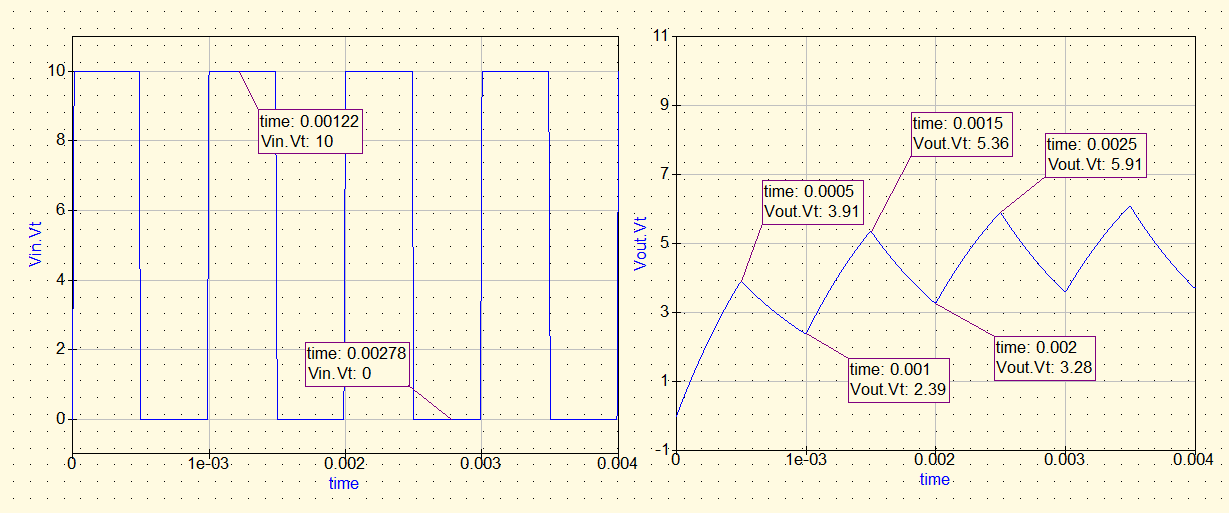 Vin.Vt
10
8
6
4
2
0
time: 0.00122
Vin.Vt: 10
time: 0.00278
Vin.Vt: 0
0
1e-03
0.002
0.003
0.004
time
Vout.Vt
11
9
7
5
3
1
-1
time: 0.0005
Vout.Vt: 3.91
time: 0.0015
Vout.Vt: 5.36
time: 0.0025
Vout.Vt: 5.91
time: 0.001
Vout.Vt: 2.39
time: 0.002
Vout.Vt: 3.28
0
1e-03
0.002
0.003
0.004
time